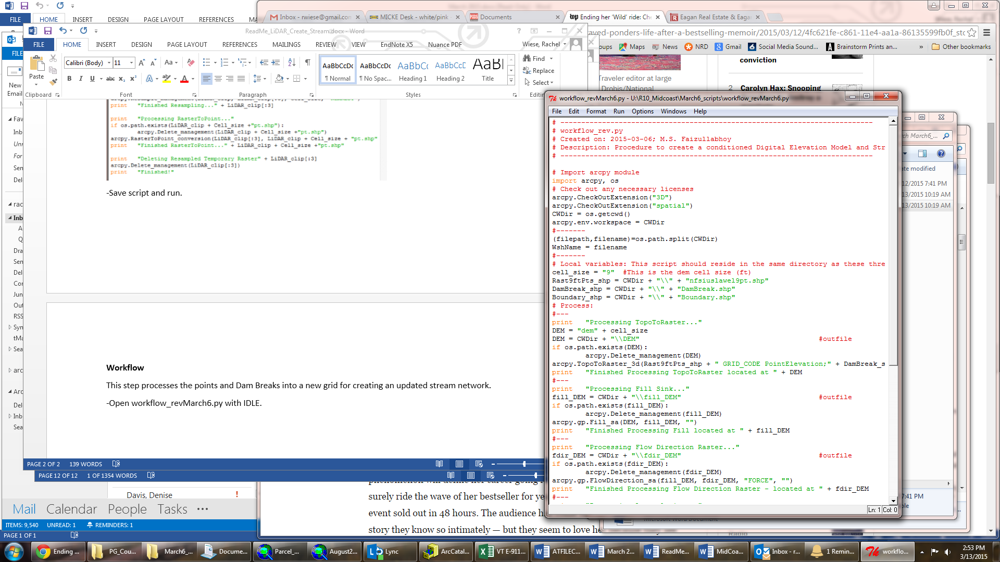 FILE HOME INSERT DESIGN PAGE LAYOUT REFERENCES
Inbox - rwiese@gmail.com
MICKE Desk - white/pink
Documents
Ending her 'Wild' ride: Che
Eagan Real Estate & Eagan
aved-ponders-life-after-a-bestselling-memoir/2015/03/12/4fc621fe-c861-11e4-aa1a-86135599fb0f_sto
oups Maps News NRD Gmail Social Media Sound... Brainstorm Prints an... » Other bookmarks
ReadMe_LiDAR_Create_Stream.docx - Word
FILE HOME INSERT DESIGN PAGE LAYOUT REFERENCES MAILINGS REVIEW VIEW EndNote X5 Nuance PDF Wiese, Rachel
Calibri (Body) 11
Paste
Clipboard Font Paragraph Styles Editin
AaBbCcDc AaBbCcDc AaBbCc AaBbCcD AaBl
¶ Normal ¶ No Spac... Heading 1 Heading 2 Title
Find
Replace
Select
conviction
Traveler editor at large
Drobis/National
2 Carolyn Hax: Snooping
FILE
New
Email
Fav
Inb
Unr
For
Sen
Del
rac
Inb
A
Q
Dra
Sen
Del
Cor
Jun
Out
RSS
Syn
tMa
Sea
arc
Arc
Del
Inb
Sea
print "Finished Resampling..." + LiDAR_clip[:3]
print "Processing RasterToPoint..."
if os.path.exists(LiDAR_clip + Cell_size +"pt.shp"):
arcpy.Delete_management(LiDAR_clip + Cell_size +"pt.shp")
arcpy.RasterToPoint_conversion(LiDAR_clip[:3], LiDAR_clip + Cell_size + "pt.shp"
print "Finished RasterToPoint..." + LiDAR_clip + Cell_size +"pt.shp"
print "Deleting Resampled Temporary Raster" + LiDAR_clip[:3]
arcpy.Delete_management(LiDAR_clip[:3])
print "Finished!"
-Save script and run.
Workflow
This step processes the points and Dam Breaks into a new grid for creating an updated stream network.
-Open workflow_revMarch6.py with IDLE.
PAGE 2 OF 2 139 WORDS
PAGE 12 OF 12 1 OF 1354 WORDS
workflow_revMarch6.py - U:\R10_Midcoast\March6_scripts\workflow_revMarch6.py
File Edit Format Run Options Windows Help
# ---------------------------------------------------------------------------
# workflow_rev.py
# Created on: 2015-03-06; M.S. Faizullabhoy
# Description: Procedure to create a conditioned Digital Elevation Model and Str
# ---------------------------------------------------------------------------
# Import arcpy module
import arcpy, os
# Check out any necessary licenses
arcpy.CheckOutExtension("3D")
arcpy.CheckOutExtension("spatial")
CWDir = os.getcwd()
arcpy.env.workspace = CWDir
#-------
(filepath,filename)=os.path.split(CWDir)
WshName = filename
#-------
# Local variables: This script should reside in the same directory as these thre
cell_size = "9" #This is the dem cell size (ft)
Rast9ftPts_shp = CWDir + "\\" + "nfsiuslawel9pt.shp"
DamBreak_shp = CWDir + "\\" + "DamBreak.shp"
Boundary_shp = CWDir + "\\" + "Boundary.shp"
# Process:
#---
print "Processing TopoToRaster..."
DEM = "dem" + cell_size
DEM = CWDir + "\\DEM" #outfile
if os.path.exists(DEM):
arcpy.Delete_management(DEM)
arcpy.TopoToRaster_3d(Rast9ftPts_shp + " GRID_CODE PointElevation;" + DamBreak_s
print "Finished Processing TopoToRaster located at " + DEM
#---
print "Processing Fill Sink..."
fill_DEM = CWDir + "\\fill_DEM" #outfile
if os.path.exists(fill_DEM):
arcpy.Delete_management(fill_DEM)
arcpy.gp.Fill_sa(DEM, fill_DEM, "")
print "Finished Processing Fill located at " + fill_DEM
#---
print "Processing Flow Direction Raster..."
fdir_DEM = CWDir + "\\fdir_DEM" #outfile
if os.path.exists(fdir_DEM):
arcpy.Delete_management(fdir_DEM)
arcpy.gp.FlowDirection_sa(fill_DEM, fdir_DEM, "FORCE", "")
print "Finished Processing Flow Direction Raster - located at " + fdir_DEM
#---
Ln: 1 Col: 0
rch March6_...
ate modified
12/2015 7:41 PM
13/2015 10:19 AM
13/2015 10:19 AM
7:41 PM
Davis, Denise !
Mail Calendar People Tasks •••
ITEMS: 9,540 UNREAD: 1 REMINDERS: 1
PAGE 1 OF 1
surely ride the wave of her bestseller for ye
event sold out in 48 hours. The audience h
story they know so intimately — but they seem to love he
Ending ... PG_Cou... March6_... Docume... Parcel_... August2... Lync ArcCatal... VT E-911... ATFILEC... March 2... ReadMe... MidCoa... Inbox - r... 1 Remin... workflo...
2:53 PM
3/13/2015